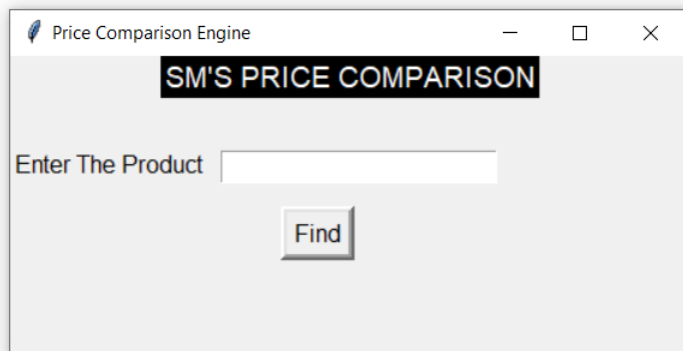 Price Comparison Engine
SM'S PRICE COMPARISON
Enter The Product
Find